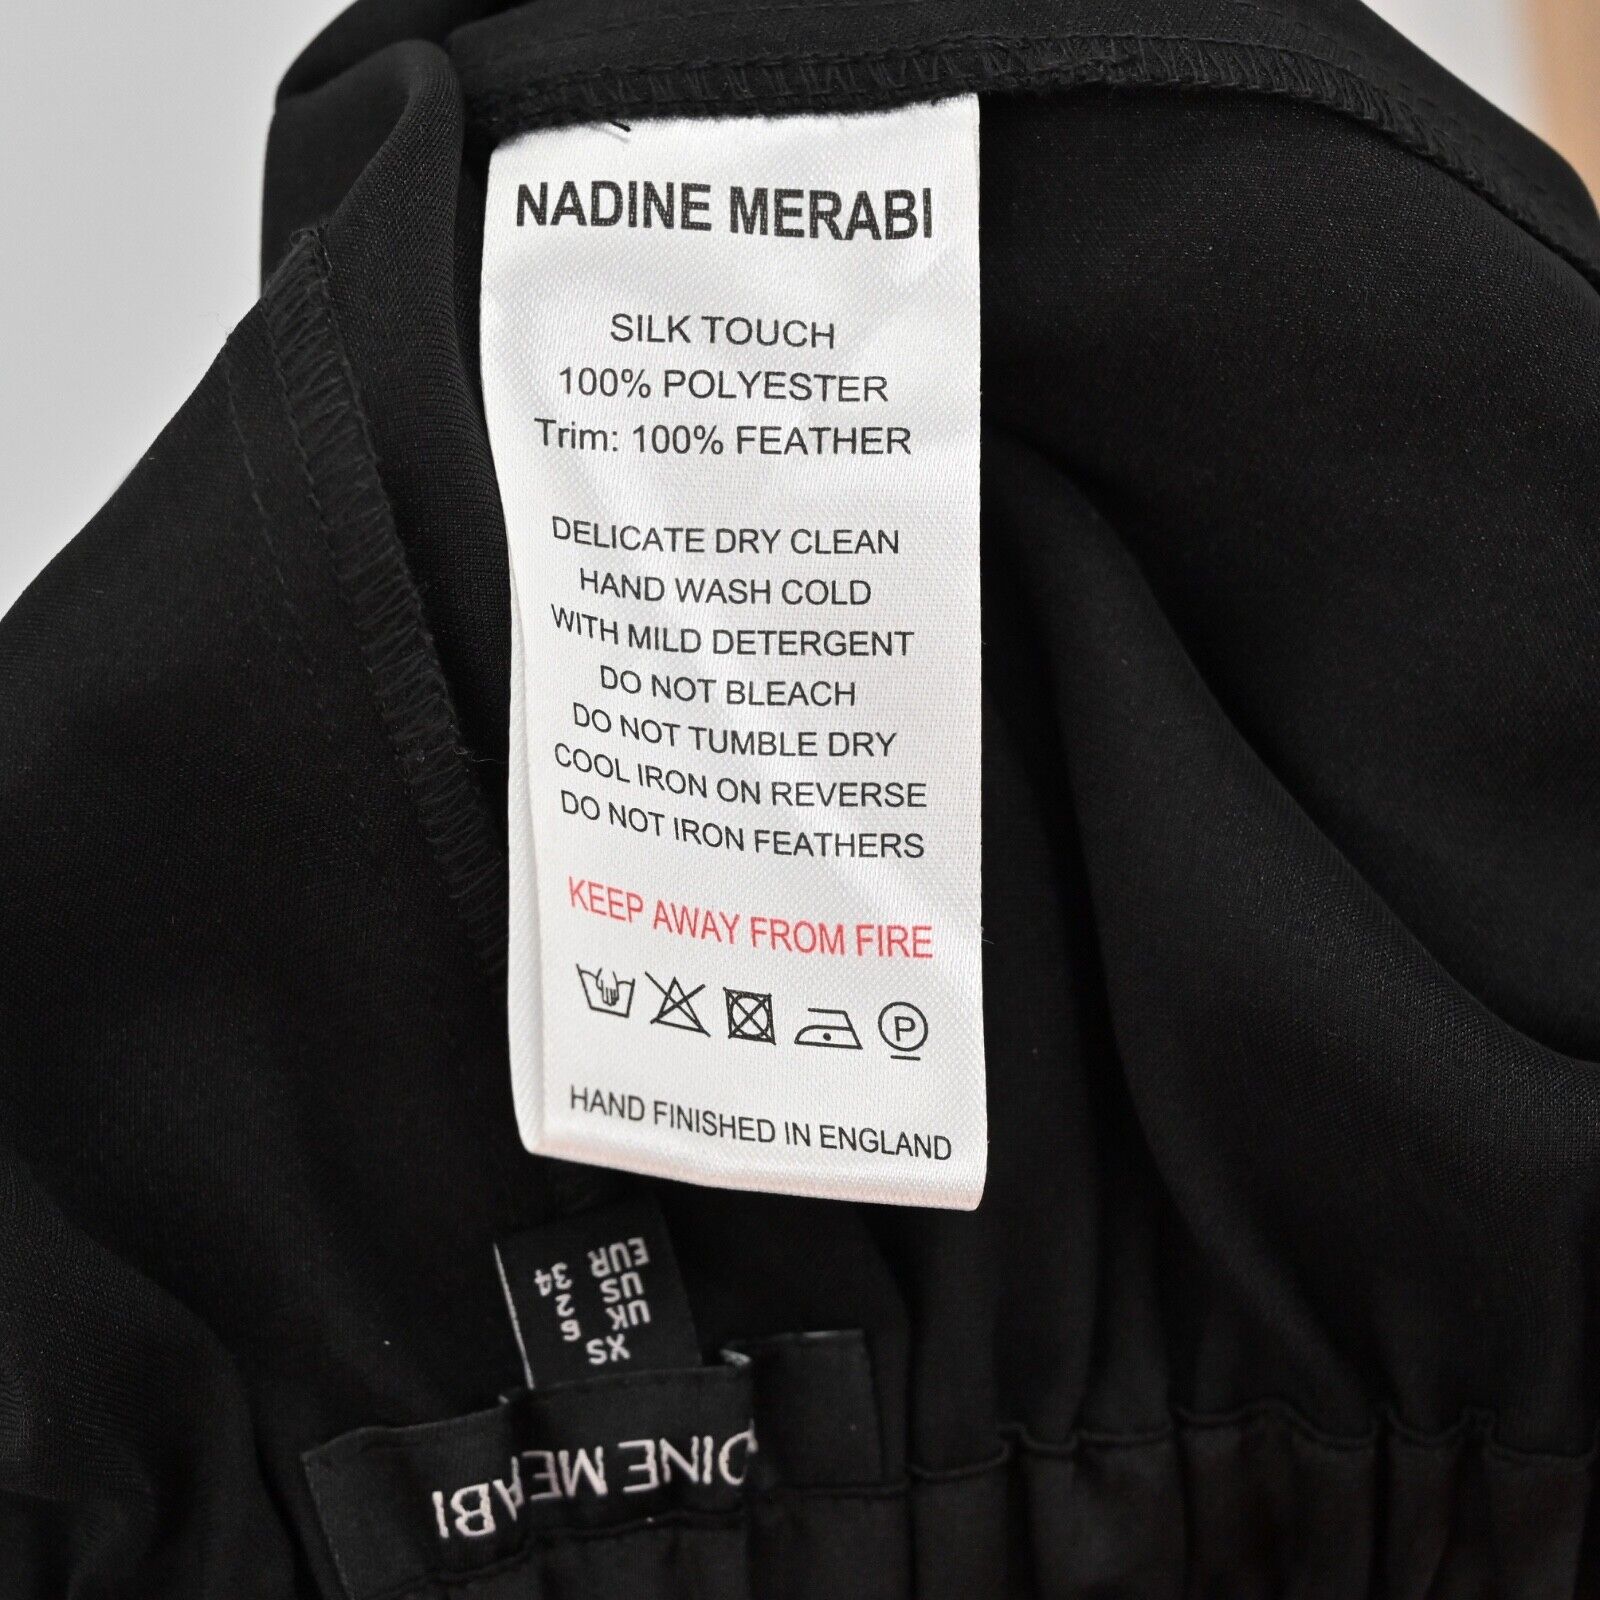 NADINE MERABI
SILK TOUCH
100% POLYESTER
Trim: 100% FEATHER
DELICATE DRY CLEAN
HAND WASH COLD
WITH MILD DETERGENT
DO NOT BLEACH
DO NOT TUMBLE DRY
COOL IRON ON REVERSE
DO NOT IRON FEATHERS
KEEP AWAY FROM FIRE
P
HAND FINISHED IN ENGLAND
XS
UK 6
US 2
EUR 34
DINE MERABI